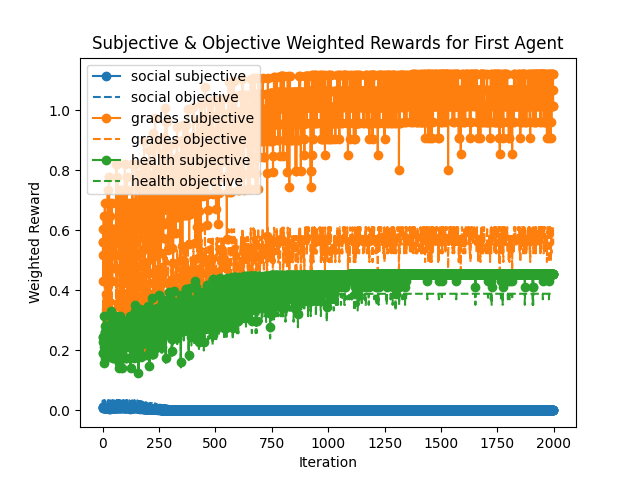 Subjective & Objective Weighted Rewards for First Agent
social subjective
social objective
grades subjective
grades objective
health subjective
health objective
Weighted Reward
1.0
0.8
0.6
0.4
0.2
0.0
0 250 500 750 1000 1250 1500 1750 2000
Iteration